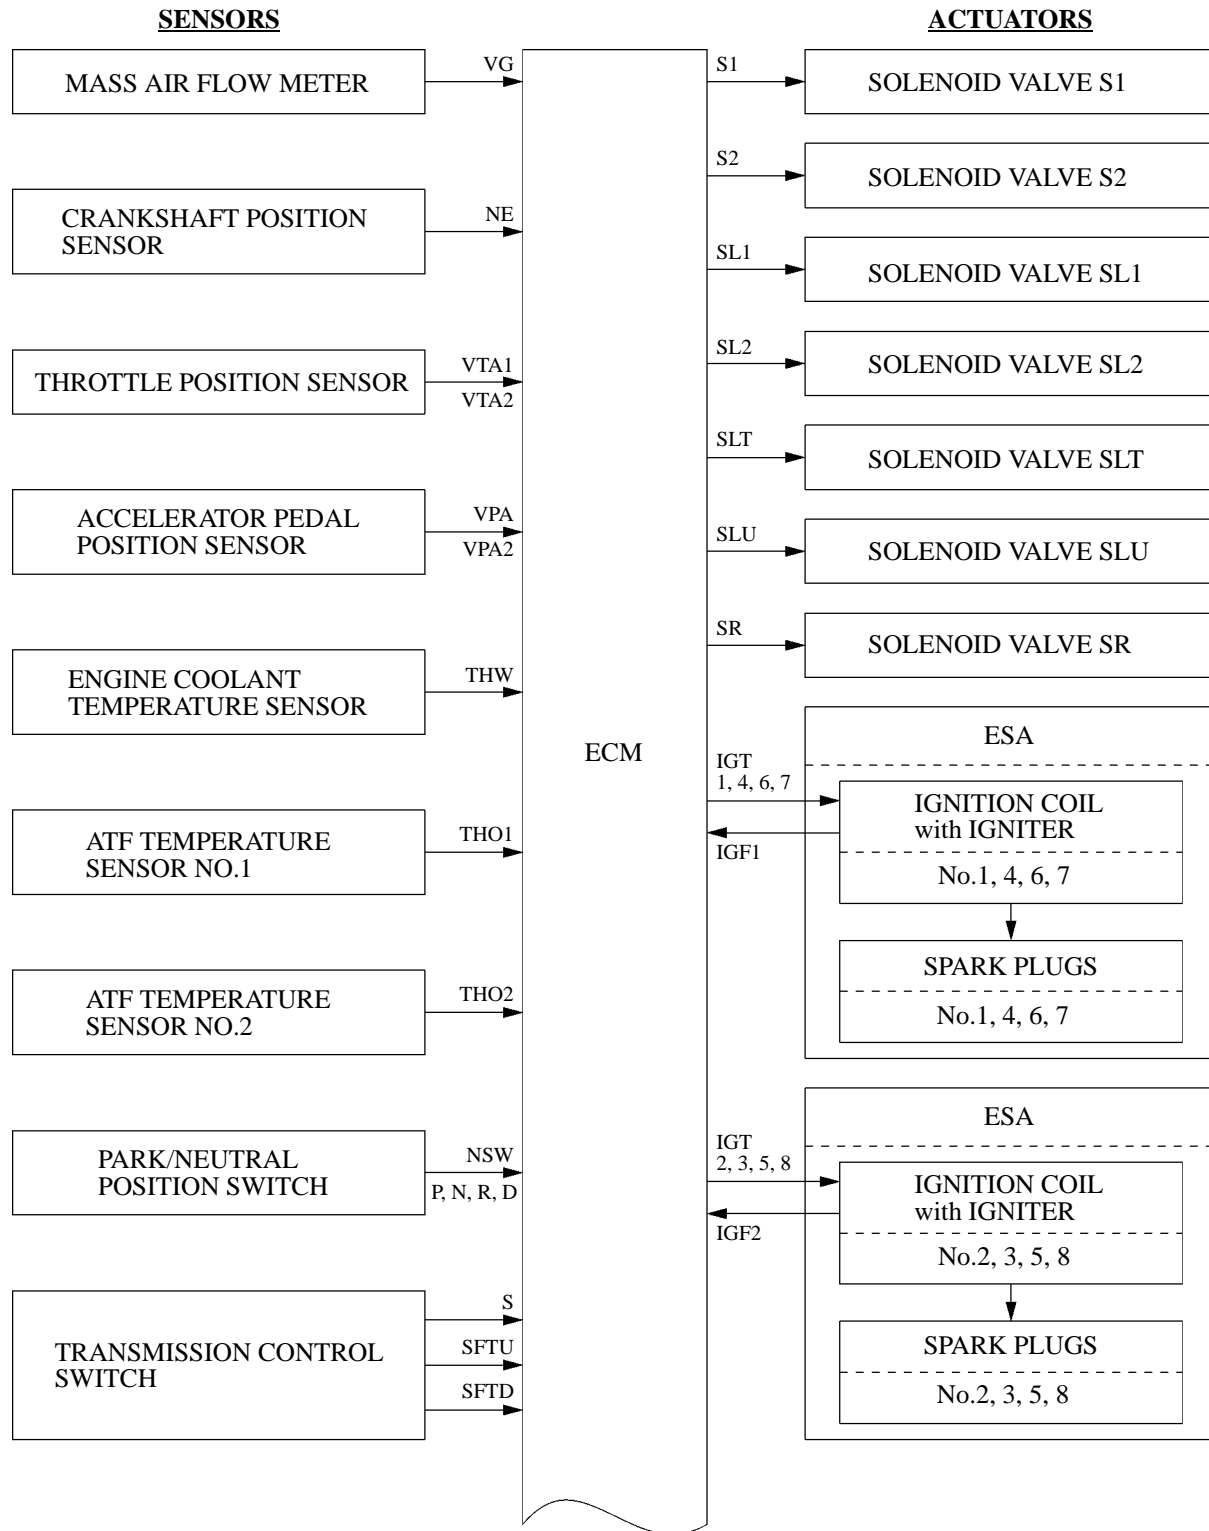 SENSORS
MASS AIR FLOW METER
VG
CRANKSHAFT POSITION
SENSOR
NE
THROTTLE POSITION SENSOR
VTA1
VTA2
ACCELERATOR PEDAL
POSITION SENSOR
VPA
VPA2
ENGINE COOLANT
TEMPERATURE SENSOR
THW
ATF TEMPERATURE
SENSOR NO.1
THO1
ATF TEMPERATURE
SENSOR NO.2
THO2
PARK/NEUTRAL
POSITION SWITCH
NSW
P, N, R, D
TRANSMISSION CONTROL
SWITCH
S
SFTU
SFTD
ECM
ACTUATORS
S1
SOLENOID VALVE S1
S2
SOLENOID VALVE S2
SL1
SOLENOID VALVE SL1
SL2
SOLENOID VALVE SL2
SLT
SOLENOID VALVE SLT
SLU
SOLENOID VALVE SLU
SR
SOLENOID VALVE SR
ESA
IGT
1, 4, 6, 7
IGF1
IGNITION COIL
with IGNITER
No.1, 4, 6, 7
SPARK PLUGS
No.1, 4, 6, 7
ESA
IGT
2, 3, 5, 8
IGF2
IGNITION COIL
with IGNITER
No.2, 3, 5, 8
SPARK PLUGS
No.2, 3, 5, 8